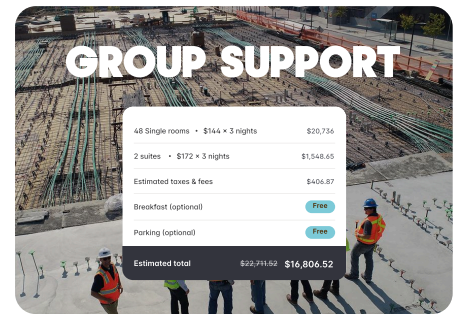 GROUP SUPPORT
48 Single rooms • $144 × 3 nights $20,736
2 suites • $172 × 3 nights $1,548.65
Estimated taxes & fees $406.87
Breakfast (optional) Free
Parking (optional) Free
Estimated total $22,711.52 $16,806.52